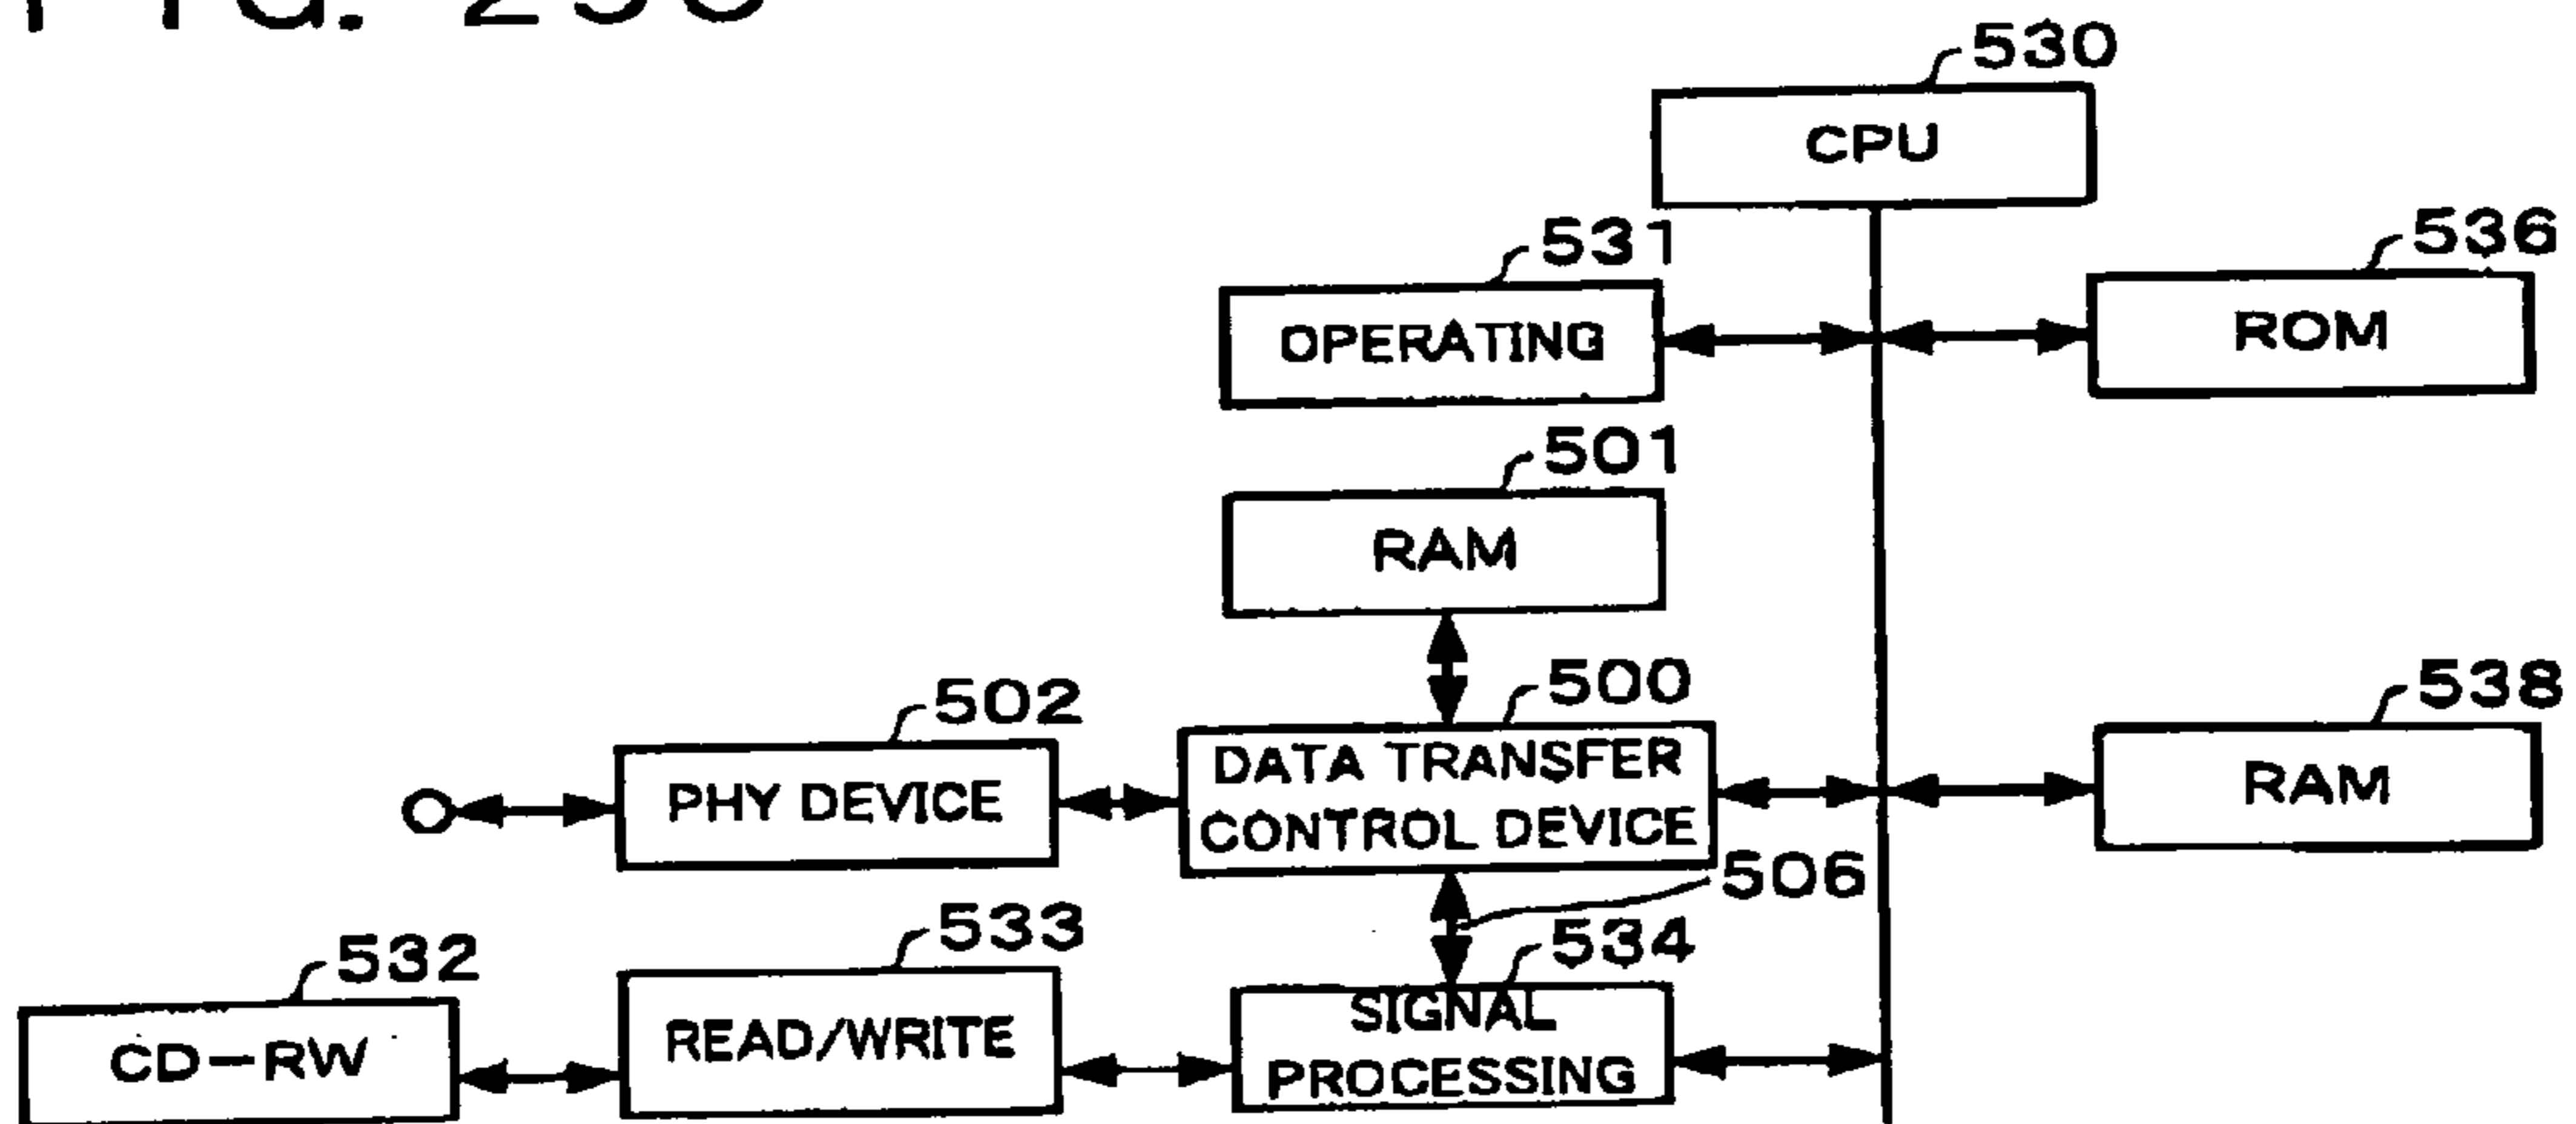 530
CPU
531
536
OPERATING
ROM
501
RAM
502
500
538
PHY DEVICE
DATA TRANSFER
CONTROL DEVICE
RAM
506
532
533
534
CD-RW
READ/WRITE
SIGNAL
PROCESSING